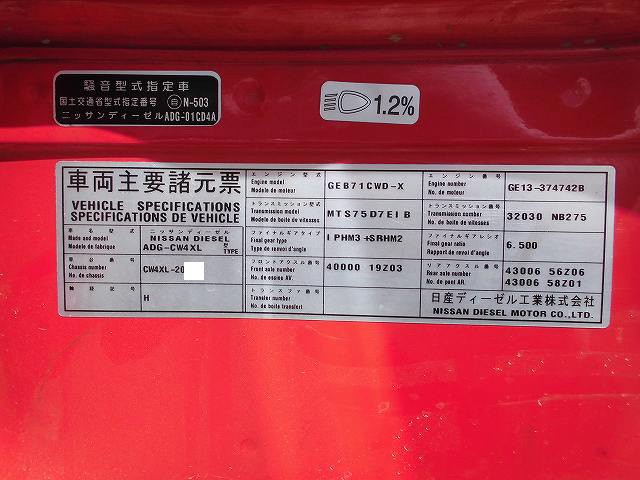 騒音型式指定車
国土交通省型式指定番号 自 N-503
ニッサンディーゼル ADG-01CD4A
1.2%
車両主要諸元票
VEHICLE SPECIFICATIONS
SPECIFICATIONS DE VEHICLE
車名型式
Make and model
Modele de fabrique
ニッサンディーゼル
NISSAN DIESEL
ADG-CW4XL 型
TYPE
車台番号
Chassis number
No. de chassis
CW4XL-20
輸転記号
H
エンジン型式
Engine model
Modele de moteur
GEB71CWD-X
トランスミッション型式
Transmission model
Modele de boite de vitesses
MTS75D7EIB
ファイナルギアタイプ
Final gear type
Type de renvoi d'angle
IPHM3+SRHM2
フロントアクスル番号
Front axle number
No. de essieu AV.
40000 19Z03
トランスファ番号
Transfer number
No. de boite transfert
エンジン番号
Engine number
No. de moteur
GE13-374742B
トランスミッション番号
Transmission number
Numero de boite de vitesses
32030 NB275
ファイナルギアレシオ
Final gear ratio
Rapport de renvoi d'angle
6.500
リアアクスル番号
Rear axle number
No. de pont AR.
43006 56Z06
43006 58Z01
日産ディーゼル工業株式会社
NISSAN DIESEL MOTOR CO.,LTD.